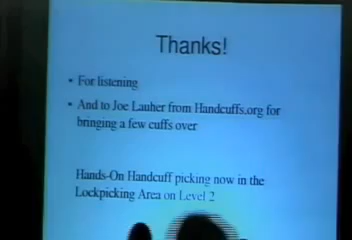 Thanks!
• For listening
• And to Joe Lauher from Handcuffs.org for
bringing a few cuffs over
Hands-On Handcuff picking now in the
Lockpicking Area on Level 2